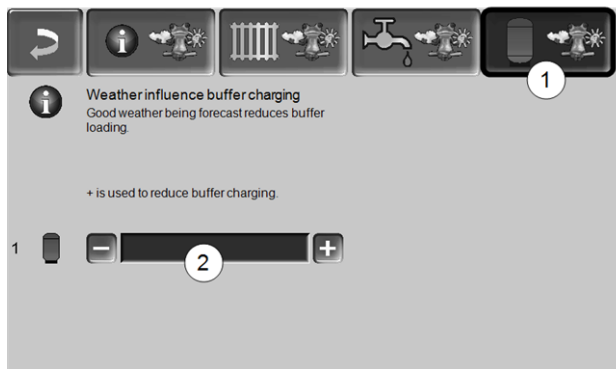 1
Weather influence buffer charging
Good weather being forecast reduces buffer
loading.
+ is used to reduce buffer charging.
1
2